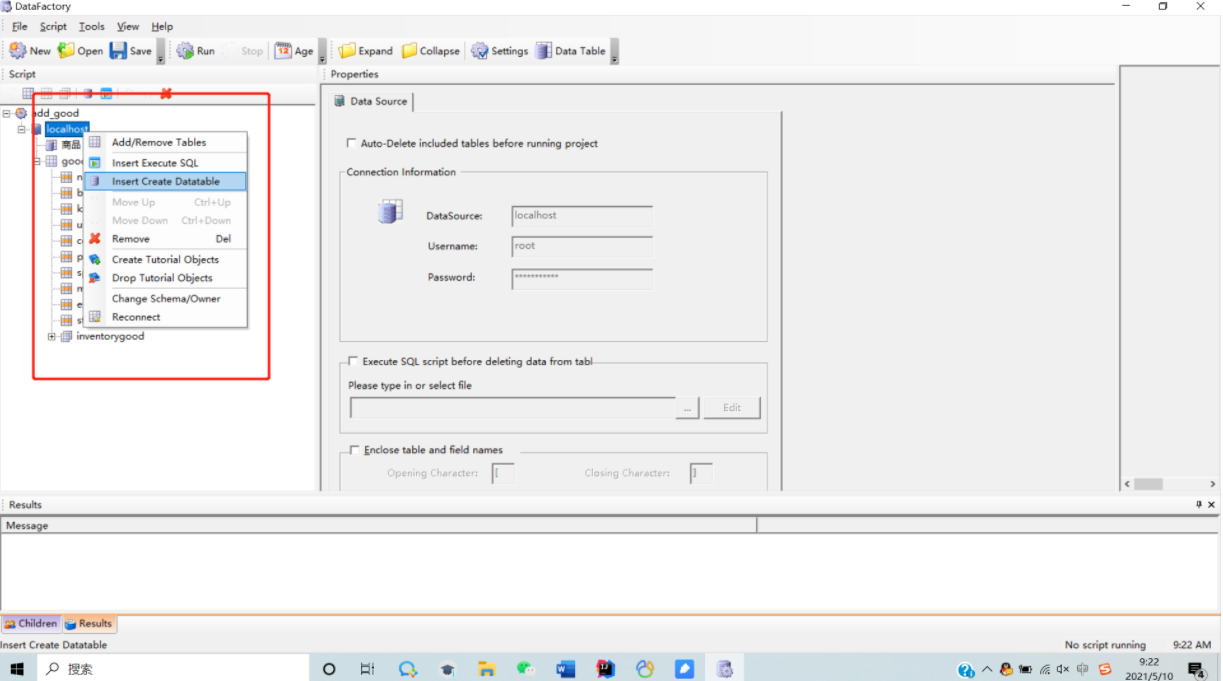 DataFactory
File Script Tools View Help
New Open Save Run Stop 12 Age Expand Collapse Settings Data Table
Script
Properties
add_good
localhost
商品
good
inventorygood
Add/Remove Tables
Insert Execute SQL
Insert Create Datatable
Move Up Ctrl+Up
Move Down Ctrl+Down
Remove Del
Create Tutorial Objects
Drop Tutorial Objects
Change Schema/Owner
Reconnect
Data Source
Auto-Delete included tables before running project
Connection Information
DataSource: localhost
Username: root
Password: ***********
Execute SQL script before deleting data from tabl
Please type in or select file
... Edit
Enclose table and field names
Opening Character: [ Closing Character: ]
Results
Message
Children Results
Insert Create Datatable
No script running 9:22 AM
搜索
中
9:22
2021/5/10
4